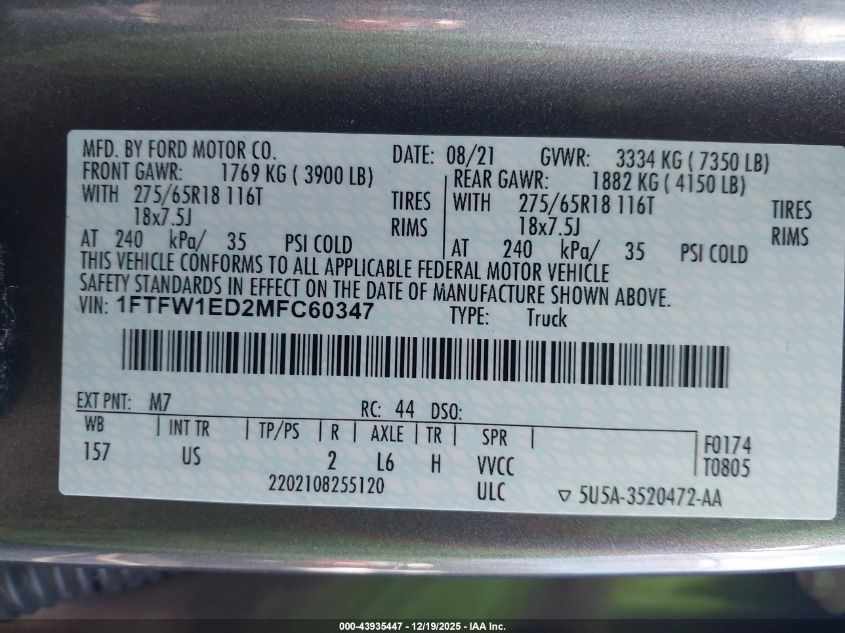 MFD. BY FORD MOTOR CO. DATE: 08/21 GVWR: 3334 KG ( 7350 LB)
FRONT GAWR: 1769 KG ( 3900 LB) REAR GAWR: 1882 KG ( 4150 LB)
WITH 275/65R18 116T TIRES WITH 275/65R18 116T TIRES
18x7.5J RIMS 18x7.5J RIMS
AT 240 kPa/ 35 PSI COLD AT 240 kPa/ 35 PSI COLD
THIS VEHICLE CONFORMS TO ALL APPLICABLE FEDERAL MOTOR VEHICLE
SAFETY STANDARDS IN EFFECT ON THE DATE OF MANUFACTURE SHOWN ABOVE.
VIN: 1FTFW1ED2MFC60347 TYPE: Truck
EXT PNT: M7 RC: 44 DSO:
WB INT TR TP/PS R AXLE TR SPR F0174
157 US 2 L6 H VVCC T0805
2202108255120 ULC ▽ 5U5A-3520472-AA
000-43935447 - 12/19/2025 - IAA Inc.